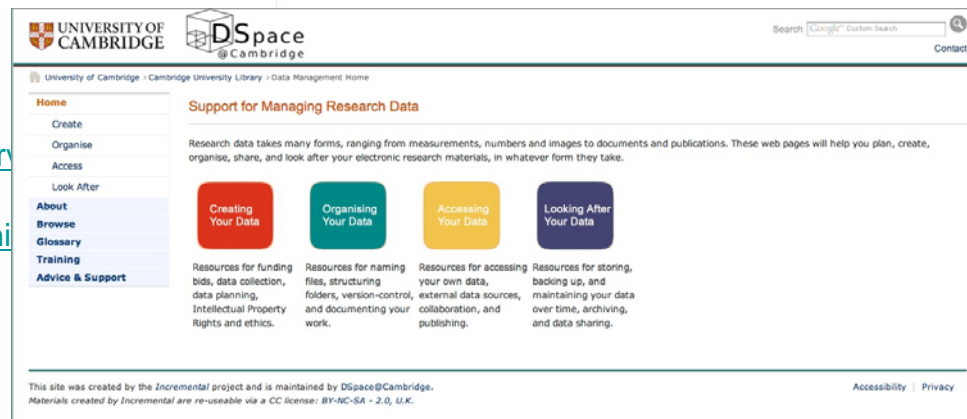 UNIVERSITY OF
CAMBRIDGE
DSpace
@Cambridge
Search Google™ Custom Search
Contact
University of Cambridge › Cambridge University Library › Data Management Home
Home
Create
Organise
Access
Look After
About
Browse
Glossary
Training
Advice & Support
Support for Managing Research Data
Research data takes many forms, ranging from measurements, numbers and images to documents and publications. These web pages will help you plan, create,
organise, share, and look after your electronic research materials, in whatever form they take.
Creating
Your Data
Resources for funding
bids, data collection,
data planning,
Intellectual Property
Rights and ethics.
Organising
Your Data
Resources for naming
files, structuring
folders, version-control,
and documenting your
work.
Accessing
Your Data
Resources for accessing
your own data,
external data sources,
collaboration, and
publishing.
Looking After
Your Data
Resources for storing,
backing up, and
maintaining your data
over time, archiving,
and data sharing.
This site was created by the Incremental project and is maintained by DSpace@Cambridge.
Materials created by Incremental are re-useable via a CC license: BY-NC-SA - 2.0, U.K.
Accessibility | Privacy